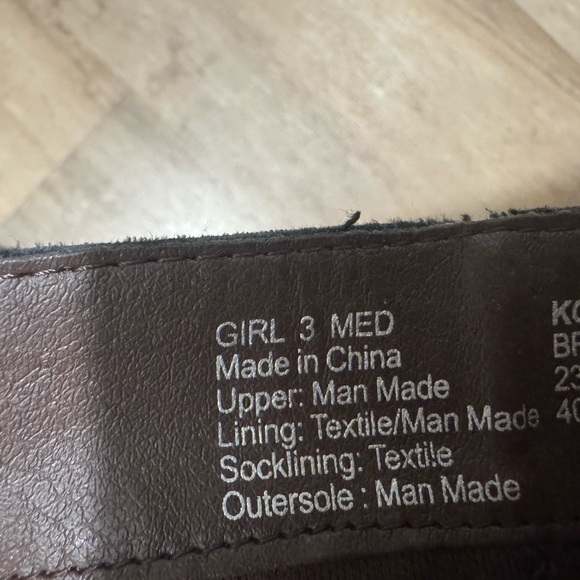 GIRL 3 MED
Made in China
Upper: Man Made
Lining: Textile/Man Made
Socklining: Textile
Outersole : Man Made